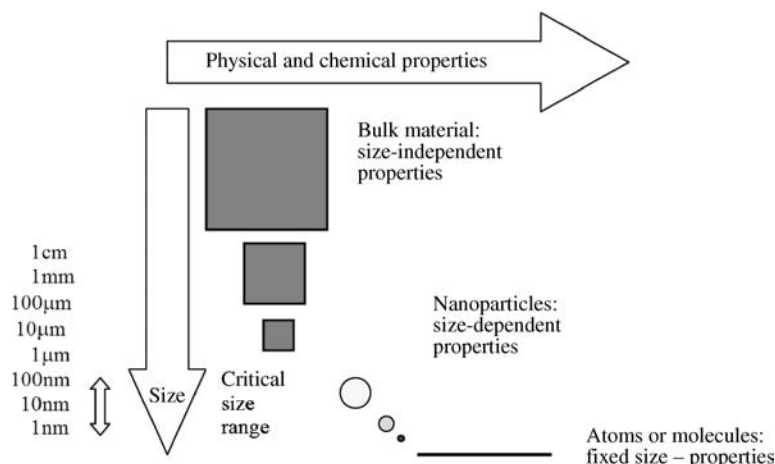 Physical and chemical properties
Bulk material:
size-independent
properties
1cm
1mm
100μm
10μm
1μm
100nm
10nm
1nm
Nanoparticles:
size-dependent
properties
Size
Critical
size
range
Atoms or molecules:
fixed size – properties